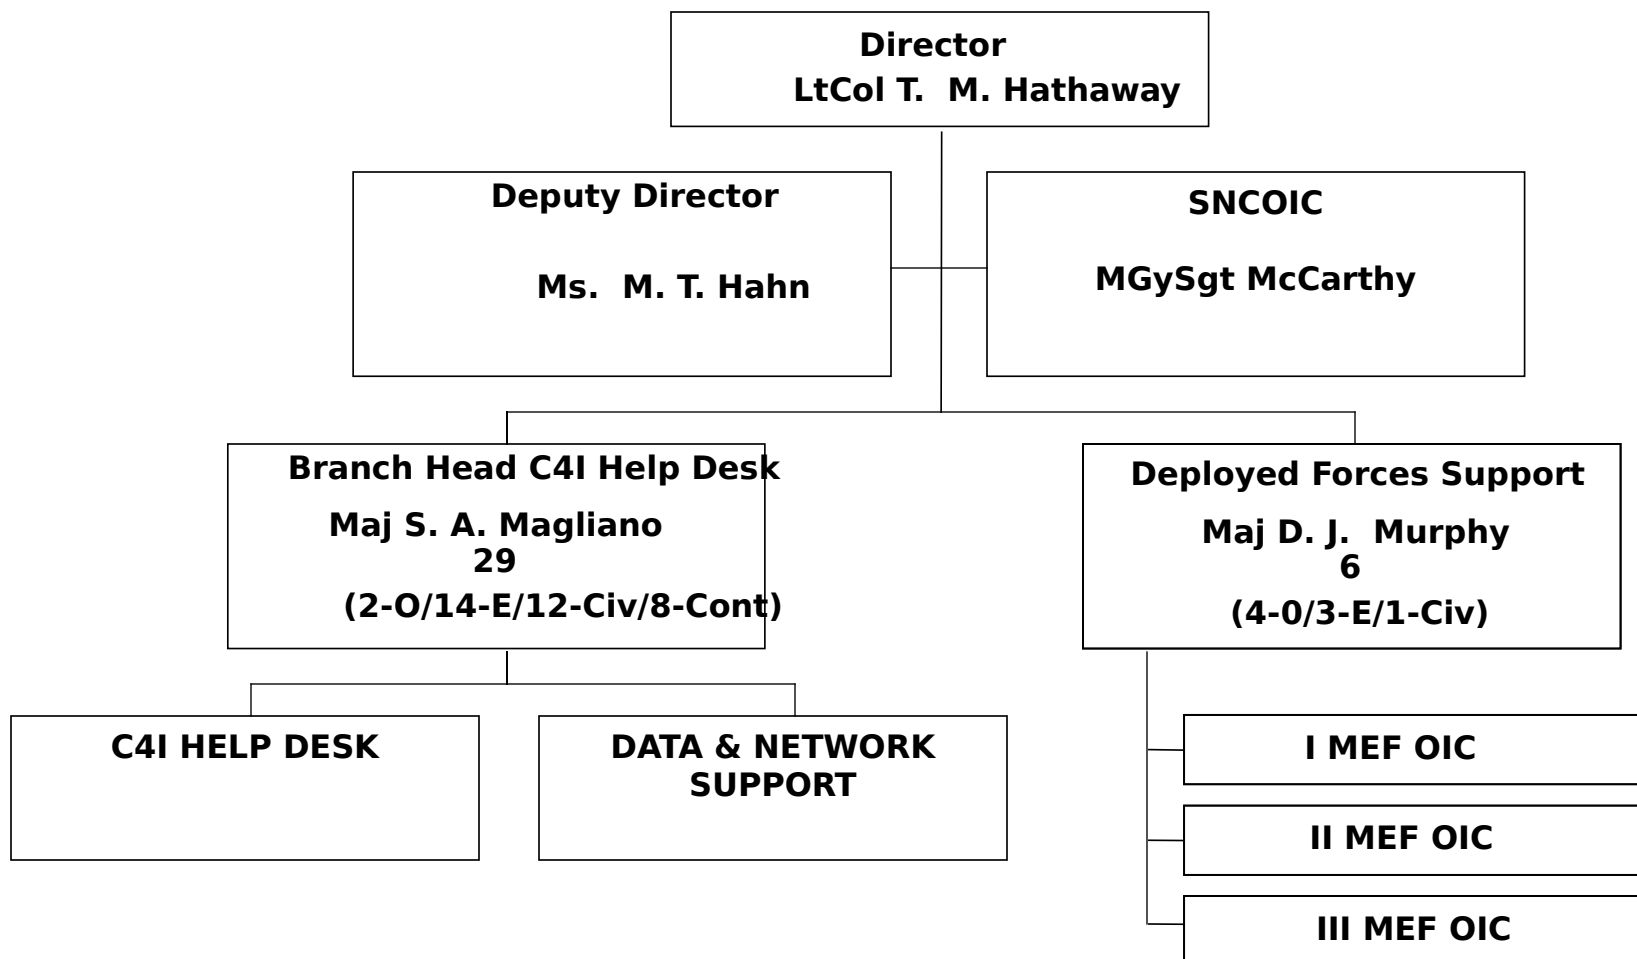 Director
LtCol T.  M. Hathaway
Deputy Director
Ms.  M. T. Hahn
SNCOIC
MGySgt McCarthy
Branch Head C4I Help Desk
Maj S. A. Magliano
29
(2-O/14-E/12-Civ/8-Cont)
Deployed Forces Support
Maj D. J.  Murphy
6
(4-0/3-E/1-Civ)
C4I HELP DESK
DATA & NETWORK
SUPPORT
I MEF OIC
II MEF OIC
III MEF OIC